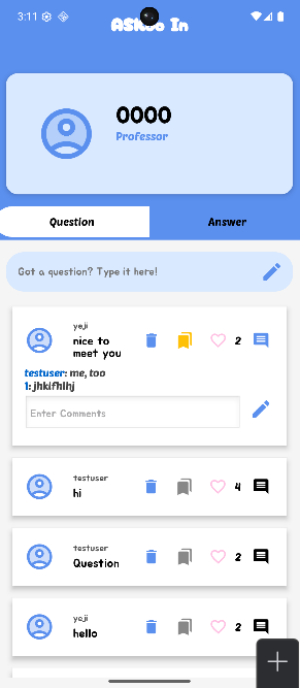 3:11
In
0000
Professor
Question Answer
Got a question? Type it here!
yeji
nice to 2
meet you
testuser: me, too
1: jhkifhlhj
Enter Comments
testuser
hi 4
testuser
Question 2
yeji
hello 2